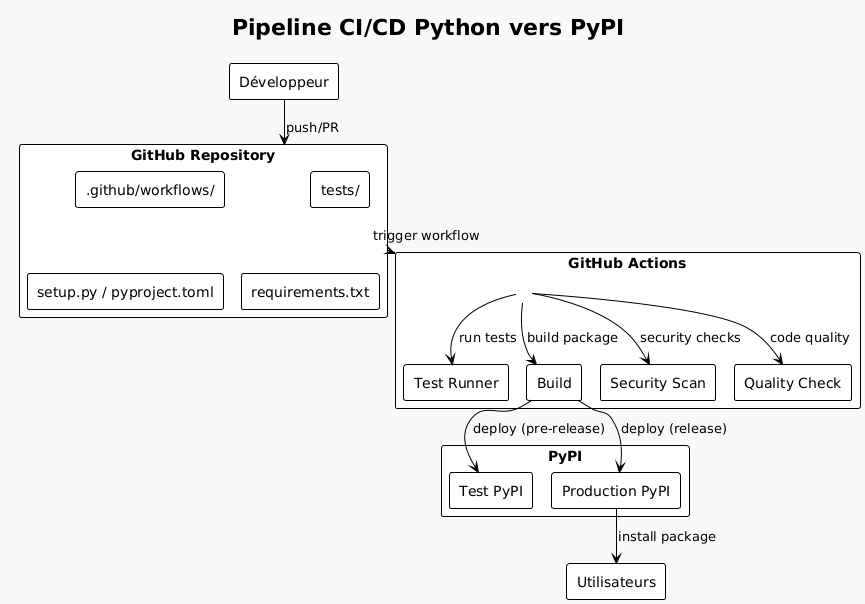 Pipeline CI/CD Python vers PyPI
Développeur
push/PR
GitHub Repository
.github/workflows/
tests/
setup.py / pyproject.toml
requirements.txt
trigger workflow
GitHub Actions
run tests
build package
security checks
code quality
Test Runner
Build
Security Scan
Quality Check
deploy (pre-release)
deploy (release)
PyPI
Test PyPI
Production PyPI
install package
Utilisateurs